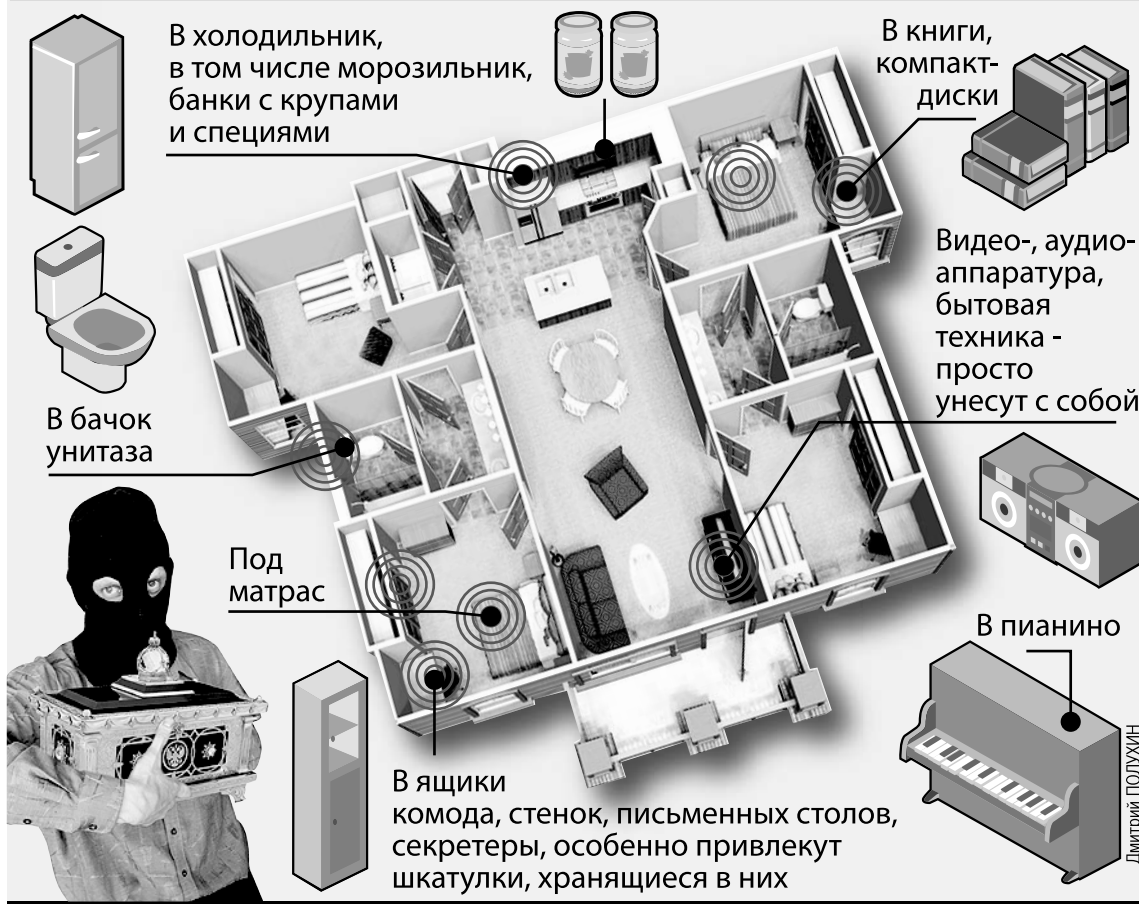 В холодильник,
в том числе морозильник,
банки с крупами
и специями
В книги,
компакт-
диски
Видео-, аудио-
аппаратура,
бытовая
техника -
просто
унесут с собой
В бачок
унитаза
Под
матрас
В пианино
В ящики
комода, стенок, письменных столов,
секретеры, особенно привлекут
шкатулки, хранящиеся в них
Дмитрий ПОЛУХИН